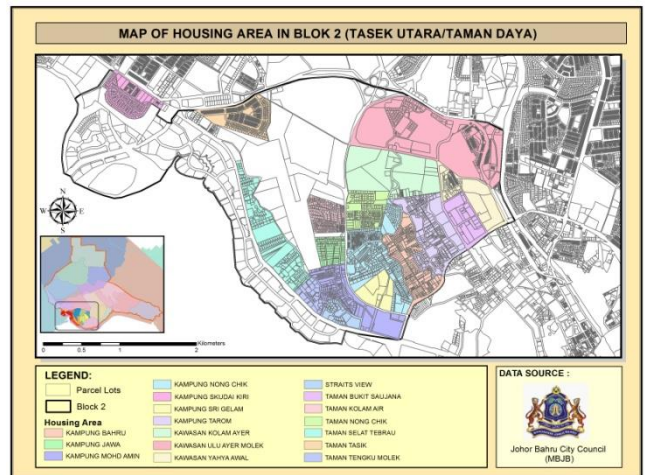 MAP OF HOUSING AREA IN BLOK 2 (TASEK UTARA/TAMAN DAYA)
N
W E
S
0 0.5 1 2
Kilometers
LEGEND:
Parcel Lots
Block 2
Housing Area
KAMPUNG BAHRU
KAMPUNG JAWA
KAMPUNG MOHD AMIN
KAMPUNG NONG CHIK
KAMPUNG SKUDAI KIRI
KAMPUNG SRI GELAM
KAMPUNG TAROM
KAWASAN KOLAM AYER
KAWASAN ULU AYER MOLEK
KAWASAN YAHYA AWAL
STRAITS VIEW
TAMAN BUKIT SAUJANA
TAMAN KOLAM AIR
TAMAN NONG CHIK
TAMAN SELAT TEBRAU
TAMAN TASIK
TAMAN TENGKU MOLEK
DATA SOURCE :
Johor Bahru City Council
(MBJB)